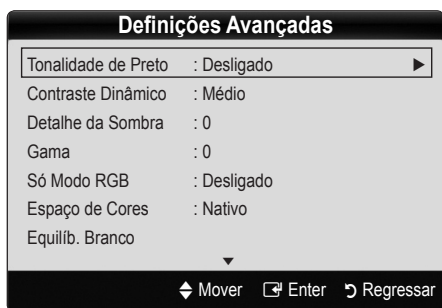 Definições Avançadas
Tonalidade de Preto : Desligado ▶
Contraste Dinâmico : Médio
Detalhe da Sombra : 0
Gama : 0
Só Modo RGB : Desligado
Espaço de Cores : Nativo
Equilíb. Branco
▼
Mover Enter Regressar